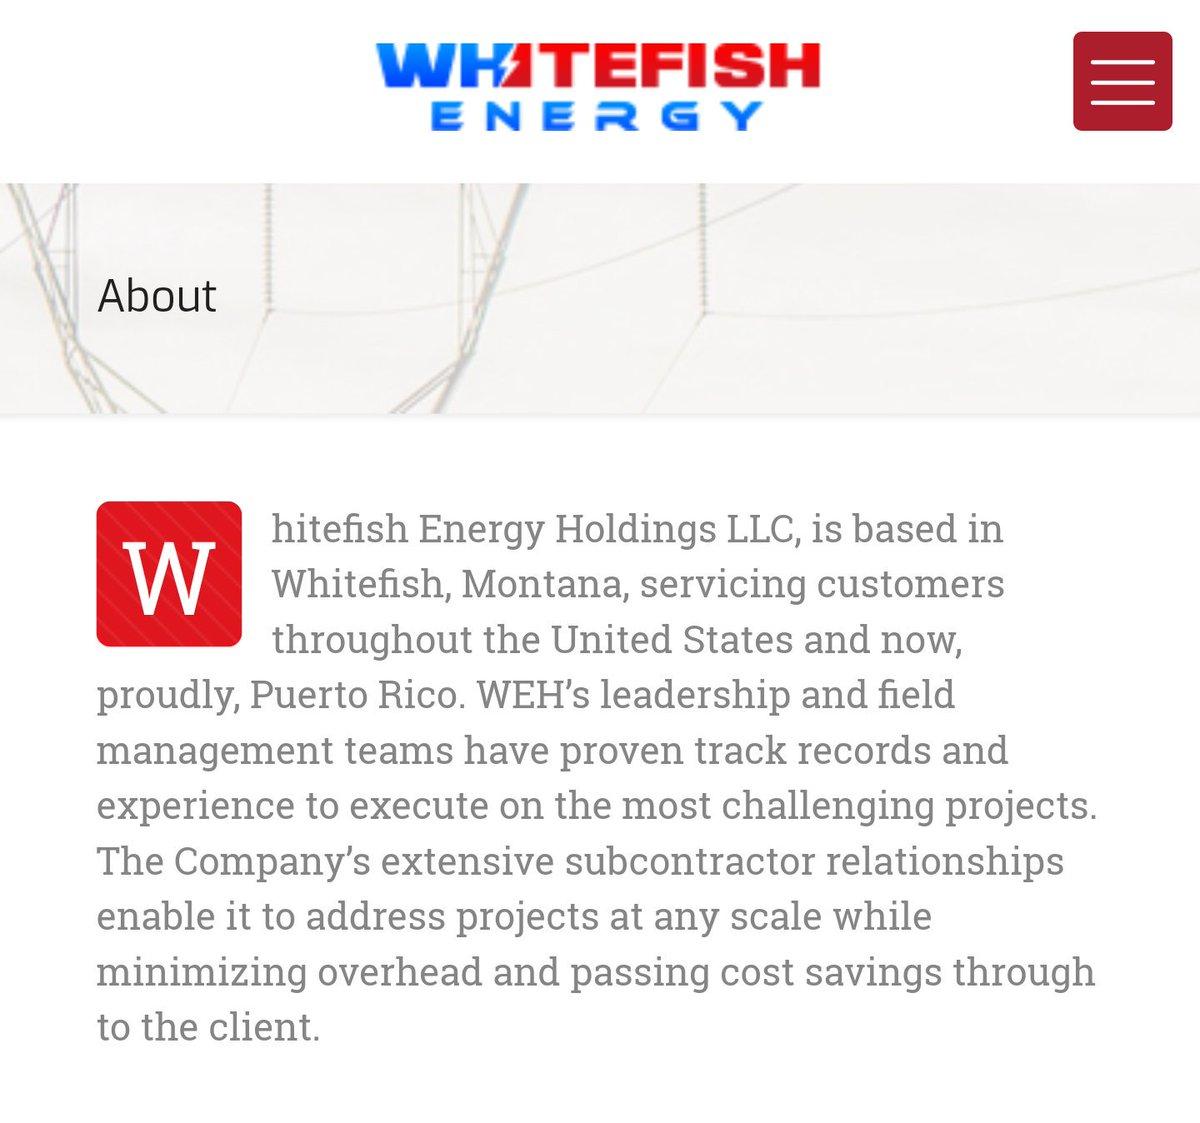 WHITEFISH
ENERGY
About
Whitefish Energy Holdings LLC, is based in
Whitefish, Montana, servicing customers
throughout the United States and now,
proudly, Puerto Rico. WEH’s leadership and field
management teams have proven track records and
experience to execute on the most challenging projects.
The Company’s extensive subcontractor relationships
enable it to address projects at any scale while
minimizing overhead and passing cost savings through
to the client.